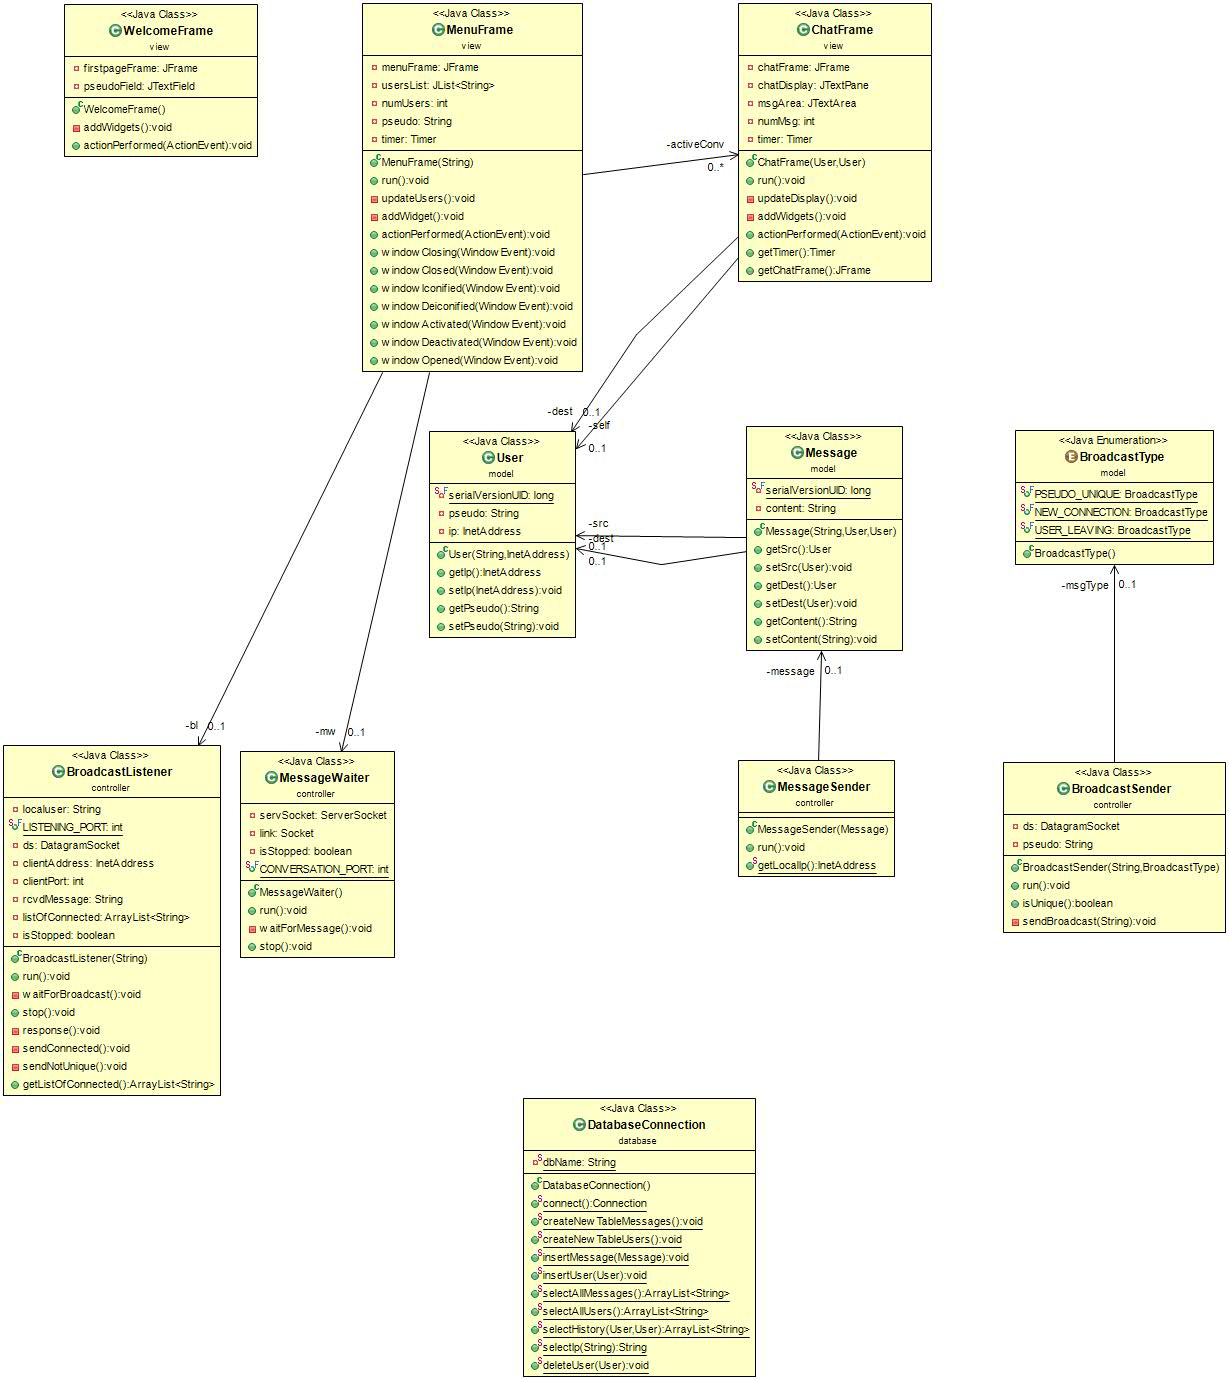 <<Java Class>>
WelcomeFrame
view
firstpageFrame: JFrame
pseudoField: JTextField
WelcomeFrame()
addWidgets():void
actionPerformed(ActionEvent):void
<<Java Class>>
MenuFrame
view
menuFrame: JFrame
usersList: JList<String>
numUsers: int
pseudo: String
timer: Timer
MenuFrame(String)
run():void
updateUsers():void
addWidget():void
actionPerformed(ActionEvent):void
windowClosing(WindowEvent):void
windowClosed(WindowEvent):void
windowIconified(WindowEvent):void
windowDeiconified(WindowEvent):void
windowActivated(WindowEvent):void
windowDeactivated(WindowEvent):void
windowOpened(WindowEvent):void
-activeConv
0..*
<<Java Class>>
ChatFrame
view
chatFrame: JFrame
chatDisplay: JTextPane
msgArea: JTextArea
numMsg: int
timer: Timer
ChatFrame(User,User)
run():void
updateDisplay():void
addWidgets():void
actionPerformed(ActionEvent):void
getTimer():Timer
getChatFrame():JFrame
-dest
0..1
-self
0..1
<<Java Class>>
User
model
serialVersionUID: long
pseudo: String
ip: InetAddress
User(String,InetAddress)
getIp():InetAddress
setIp(InetAddress):void
getPseudo():String
setPseudo(String):void
-src
0..1
-dest
0..1
<<Java Class>>
Message
model
serialVersionUID: long
content: String
Message(String,User,User)
getSrc():User
setSrc(User):void
getDest():User
setDest(User):void
getContent():String
setContent(String):void
<<Java Enumeration>>
BroadcastType
model
PSEUDO_UNIQUE: BroadcastType
NEW_CONNECTION: BroadcastType
USER_LEAVING: BroadcastType
BroadcastType()
-msgType
0..1
-message
0..1
-bl
0..1
-mw
0..1
<<Java Class>>
BroadcastListener
controller
localuser: String
LISTENING_PORT: int
ds: DatagramSocket
clientAddress: InetAddress
clientPort: int
rcvdMessage: String
listOfConnected: ArrayList<String>
isStopped: boolean
BroadcastListener(String)
run():void
waitForBroadcast():void
stop():void
response():void
sendConnected():void
sendNotUnique():void
getListOfConnected():ArrayList<String>
<<Java Class>>
MessageWaiter
controller
servSocket: ServerSocket
link: Socket
isStopped: boolean
CONVERSATION_PORT: int
MessageWaiter()
run():void
waitForMessage():void
stop():void
<<Java Class>>
MessageSender
controller
MessageSender(Message)
run():void
getLocalIp():InetAddress
<<Java Class>>
BroadcastSender
controller
ds: DatagramSocket
pseudo: String
BroadcastSender(String,BroadcastType)
run():void
isUnique():boolean
sendBroadcast(String):void
<<Java Class>>
DatabaseConnection
database
dbName: String
DatabaseConnection()
connect():Connection
createNewTableMessages():void
createNewTableUsers():void
insertMessage(Message):void
insertUser(User):void
selectAllMessages():ArrayList<String>
selectAllUsers():ArrayList<String>
selectHistory(User,User):ArrayList<String>
selectIp(String):String
deleteUser(User):void